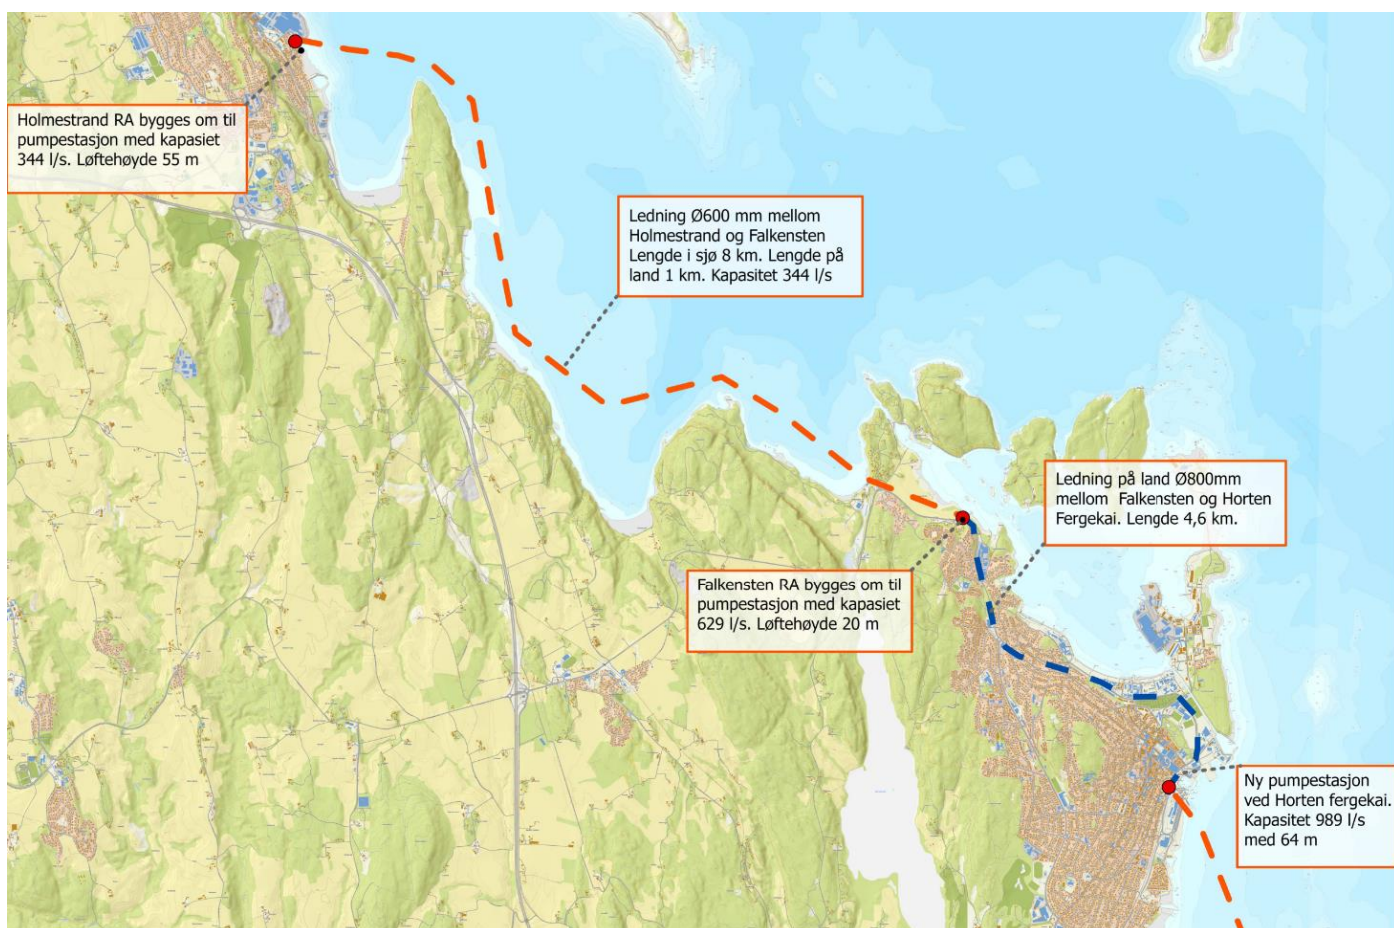 Holmestrand RA bygges om til
pumpestasjon med kapasiet
344 l/s. Løftehøyde 55 m
Ledning Ø600 mm mellom
Holmestrand og Falkensten
Lengde i sjø 8 km. Lengde på
land 1 km. Kapasitet 344 l/s
Ledning på land Ø800mm
mellom Falkensten og Horten
Fergekai. Lengde 4,6 km.
Falkensten RA bygges om til
pumpestasjon med kapasiet
629 l/s. Løftehøyde 20 m
Ny pumpestasjon
ved Horten fergekai.
Kapasitet 989 l/s
med 64 m